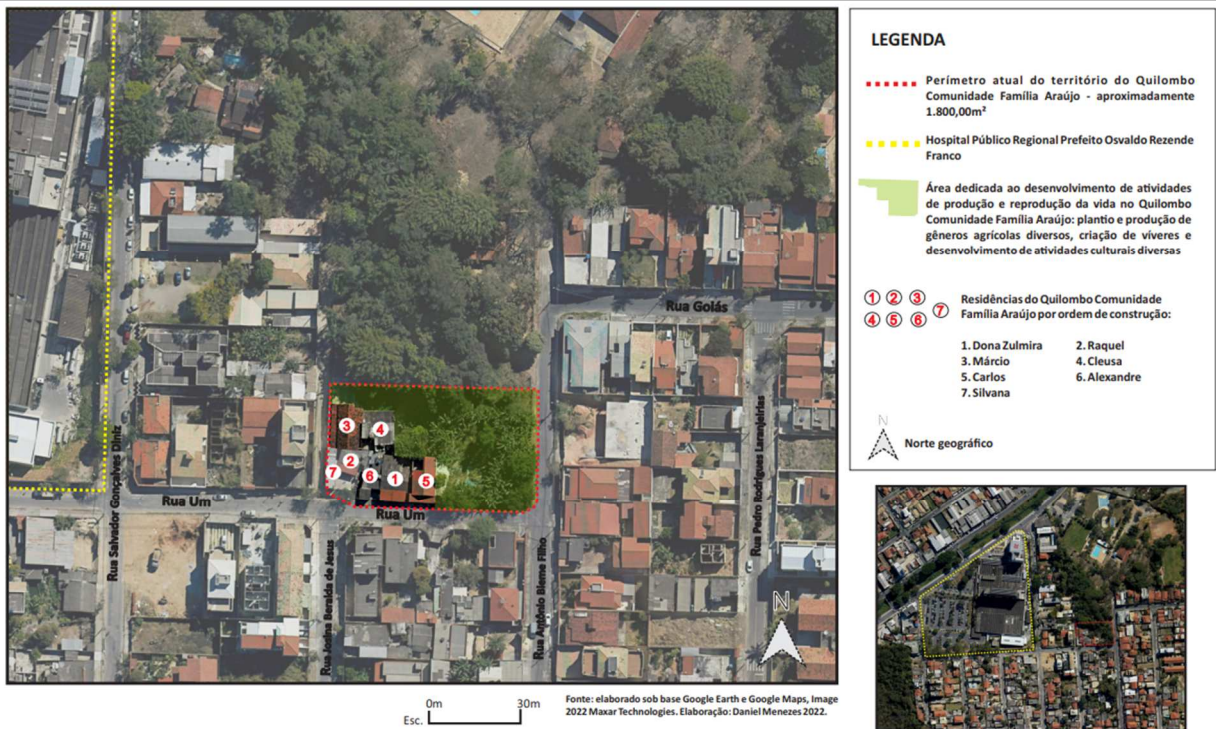 LEGENDA
Perímetro atual do território do Quilombo
Comunidade Família Araújo - aproximadamente
1.800,00m²
Hospital Público Regional Prefeito Osvaldo Rezende
Franco
Área dedicada ao desenvolvimento de atividades
de produção e reprodução da vida no Quilombo
Comunidade Família Araújo: plantio e produção de
gêneros agrícolas diversos, criação de víveres e
desenvolvimento de atividades culturais diversas
1 2 3
4 5 6 7
Residências do Quilombo Comunidade
Família Araújo por ordem de construção:
1. Dona Zulmira 2. Raquel
3. Márcio 4. Cleusa
5. Carlos 6. Alexandre
7. Silvana
N
Norte geográfico
Rua Goiás
Rua Salvador Gonçalves Diniz
Rua Um
Rua Um
Rua Joarina Beralda de Jesus
Rua Antônio Bierne Filho
Rua Pedro Rodrigues Laranjeirias
3
4
2
7
6
1
5
N
Esc.
0m 30m
Fonte: elaborado sob base Google Earth e Google Maps, Image
2022 Maxar Technologies. Elaboração: Daniel Menezes 2022.